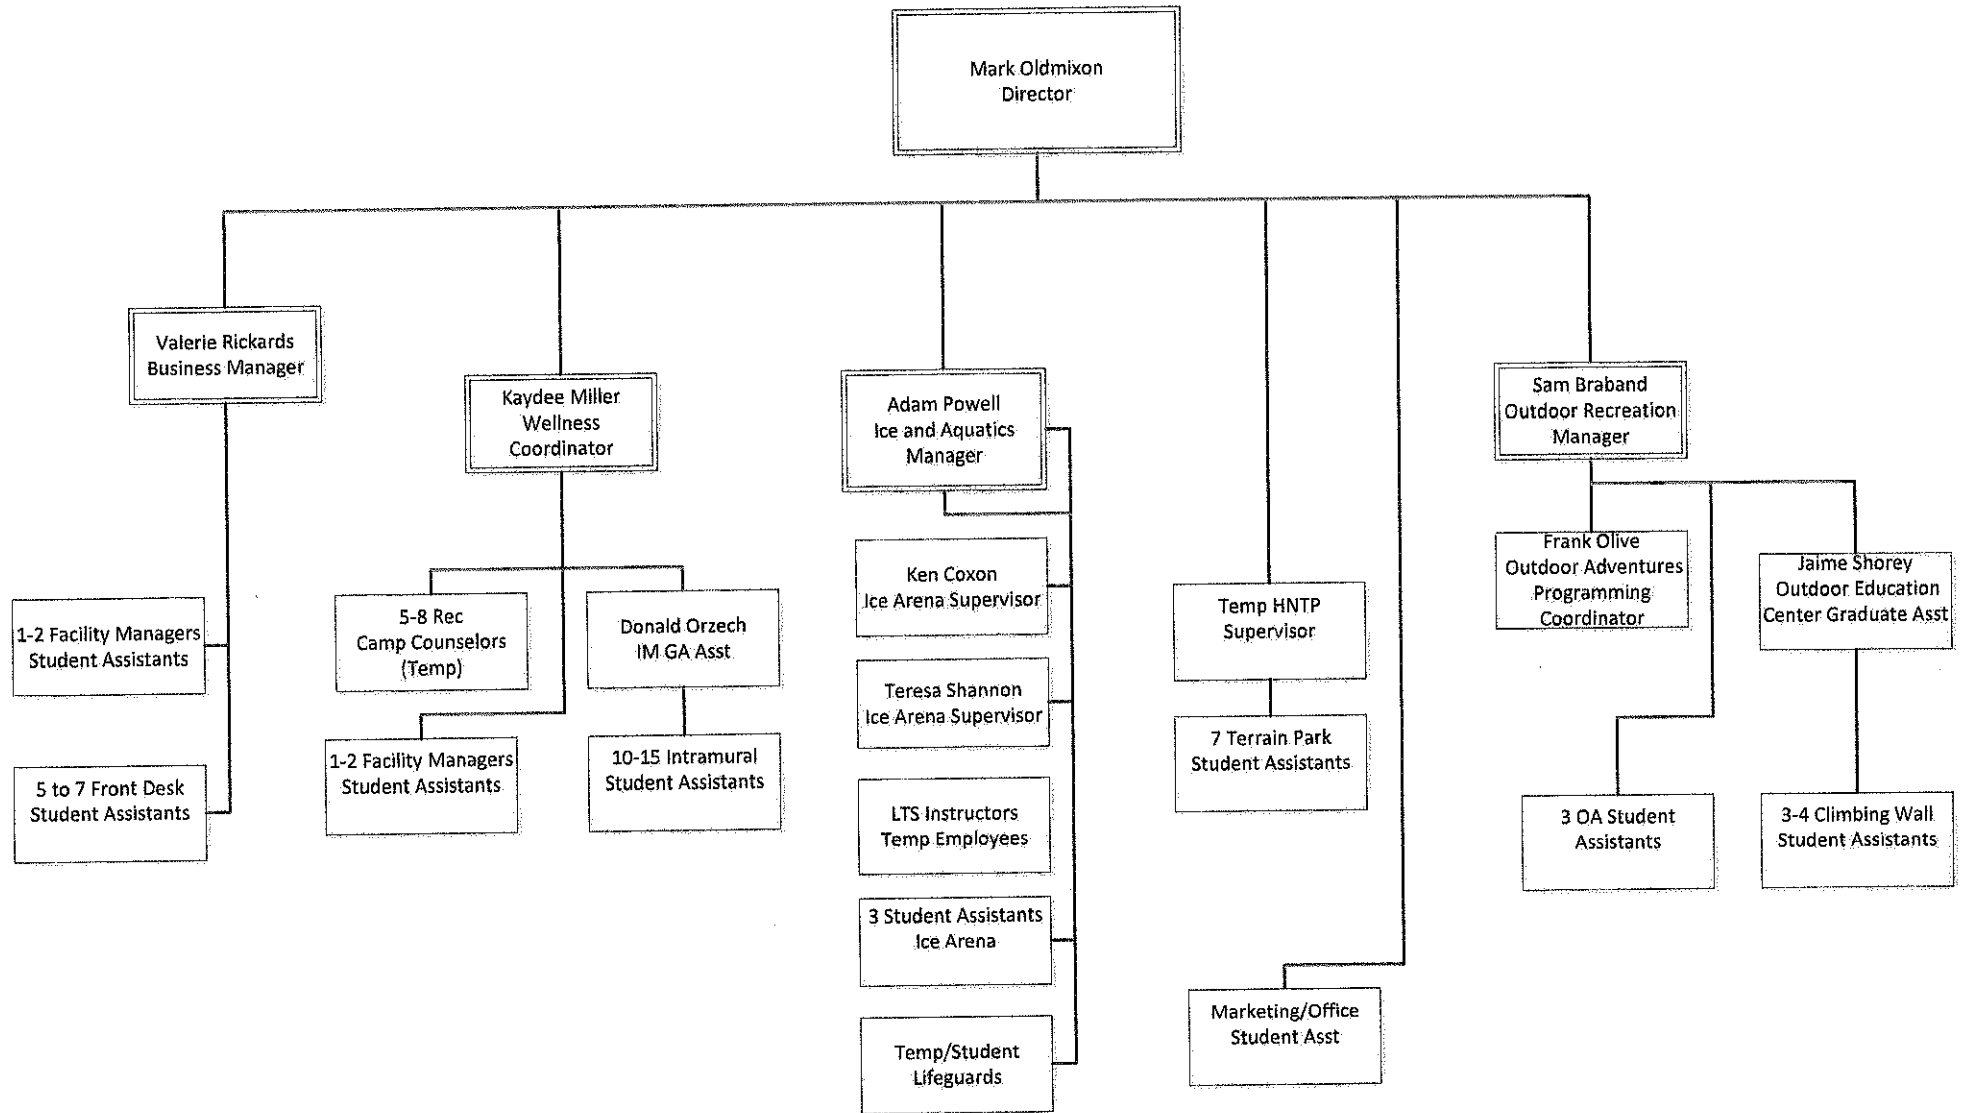 Mark Oldmixon
Director
Valerie Rickards
Business Manager
Kaydee Miller
Wellness
Coordinator
Adam Powell
Ice and Aquatics
Manager
Sam Braband
Outdoor Recreation
Manager
1-2 Facility Managers
Student Assistants
5 to 7 Front Desk
Student Assistants
5-8 Rec
Camp Counselors
(Temp)
Donald Orzech
IM GA Asst
1-2 Facility Managers
Student Assistants
10-15 Intramural
Student Assistants
Ken Coxon
Ice Arena Supervisor
Teresa Shannon
Ice Arena Supervisor
LTS Instructors
Temp Employees
3 Student Assistants
Ice Arena
Temp/Student
Lifeguards
Temp HNTP
Supervisor
7 Terrain Park
Student Assistants
Marketing/Office
Student Asst
Frank Olive
Outdoor Adventures
Programming
Coordinator
Jaime Shorey
Outdoor Education
Center Graduate Asst
3 OA Student
Assistants
3-4 Climbing Wall
Student Assistants